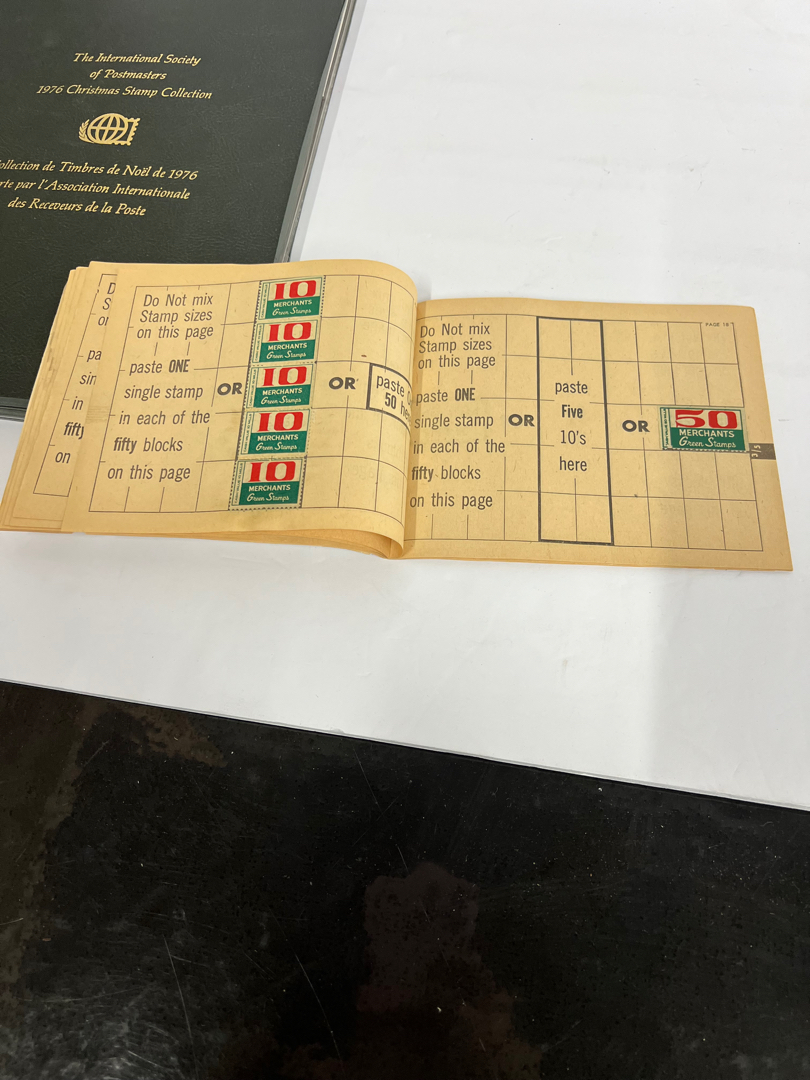 The International Society
of Postmasters
1976 Christmas Stamp Collection
de Timbres de Noël de 1976
par l'Association Internationale
des Receveurs de la Poste
Do Not mix
Stamp sizes
on this page
paste ONE
single stamp
in each of the
fifty blocks
on this page
OR
10
MERCHANTS
Green Stamps
10
MERCHANTS
Green Stamps
10
MERCHANTS
Green Stamps
10
MERCHANTS
Green Stamps
10
MERCHANTS
Green Stamps
OR
paste
50
Do Not mix
Stamp sizes
on this page
paste ONE
single stamp
in each of the
fifty blocks
on this page
OR
paste
Five
10's
here
OR
PAGE 18
50
MERCHANTS
Green Stamps
in
on